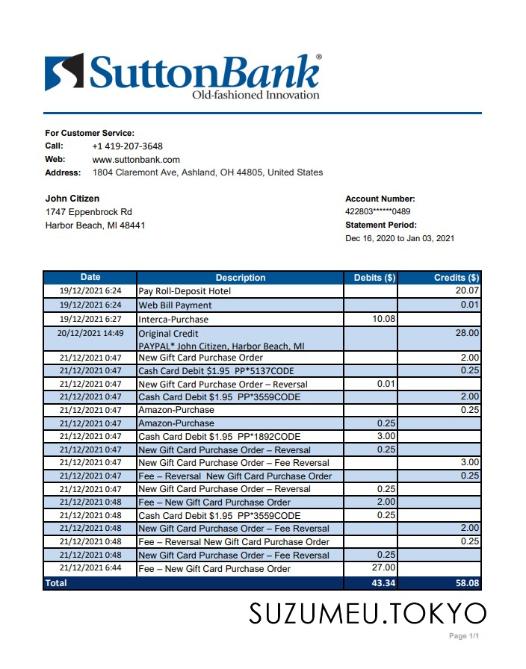 SuttonBank®
Old-fashioned Innovation
For Customer Service:
Call: +1 419-207-3648
Web: www.suttonbank.com
Address: 1804 Claremont Ave, Ashland, OH 44805, United States
John Citizen
1747 Eppenbrock Rd
Harbor Beach, MI 48441
Account Number:
422803******0489
Statement Period:
Dec 16, 2020 to Jan 03, 2021
Date Description Debits ($) Credits ($)
19/12/2021 6:24 Pay Roll-Deposit Hotel 20.07
19/12/2021 6:24 Web Bill Payment 0.01
19/12/2021 6:27 Interca-Purchase 10.08
20/12/2021 14:49 Original Credit 28.00
PAYPAL* John Citizen, Harbor Beach, MI
21/12/2021 0:47 New Gift Card Purchase Order 2.00
21/12/2021 0:47 Cash Card Debit $1.95 PP*5137CODE 0.25
21/12/2021 0:47 New Gift Card Purchase Order – Reversal 0.01
21/12/2021 0:47 Cash Card Debit $1.95 PP*3559CODE 2.00
21/12/2021 0:47 Amazon-Purchase 0.25
21/12/2021 0:47 Amazon-Purchase 0.25
21/12/2021 0:47 Cash Card Debit $1.95 PP*1892CODE 3.00
21/12/2021 0:47 New Gift Card Purchase Order – Reversal 0.25
21/12/2021 0:47 New Gift Card Purchase Order – Fee Reversal 3.00
21/12/2021 0:47 Fee – Reversal New Gift Card Purchase Order 0.25
21/12/2021 0:47 New Gift Card Purchase Order – Reversal 0.25
21/12/2021 0:48 Fee – New Gift Card Purchase Order 2.00
21/12/2021 0:48 Cash Card Debit $1.95 PP*3559CODE 0.25
21/12/2021 0:48 New Gift Card Purchase Order – Fee Reversal 2.00
21/12/2021 0:48 Fee – Reversal New Gift Card Purchase Order 0.25
21/12/2021 0:48 New Gift Card Purchase Order – Fee Reversal 0.25
21/12/2021 6:44 Fee – New Gift Card Purchase Order 27.00
Total 43.34 58.08
SUZUMEU.TOKYO
Page 1/1